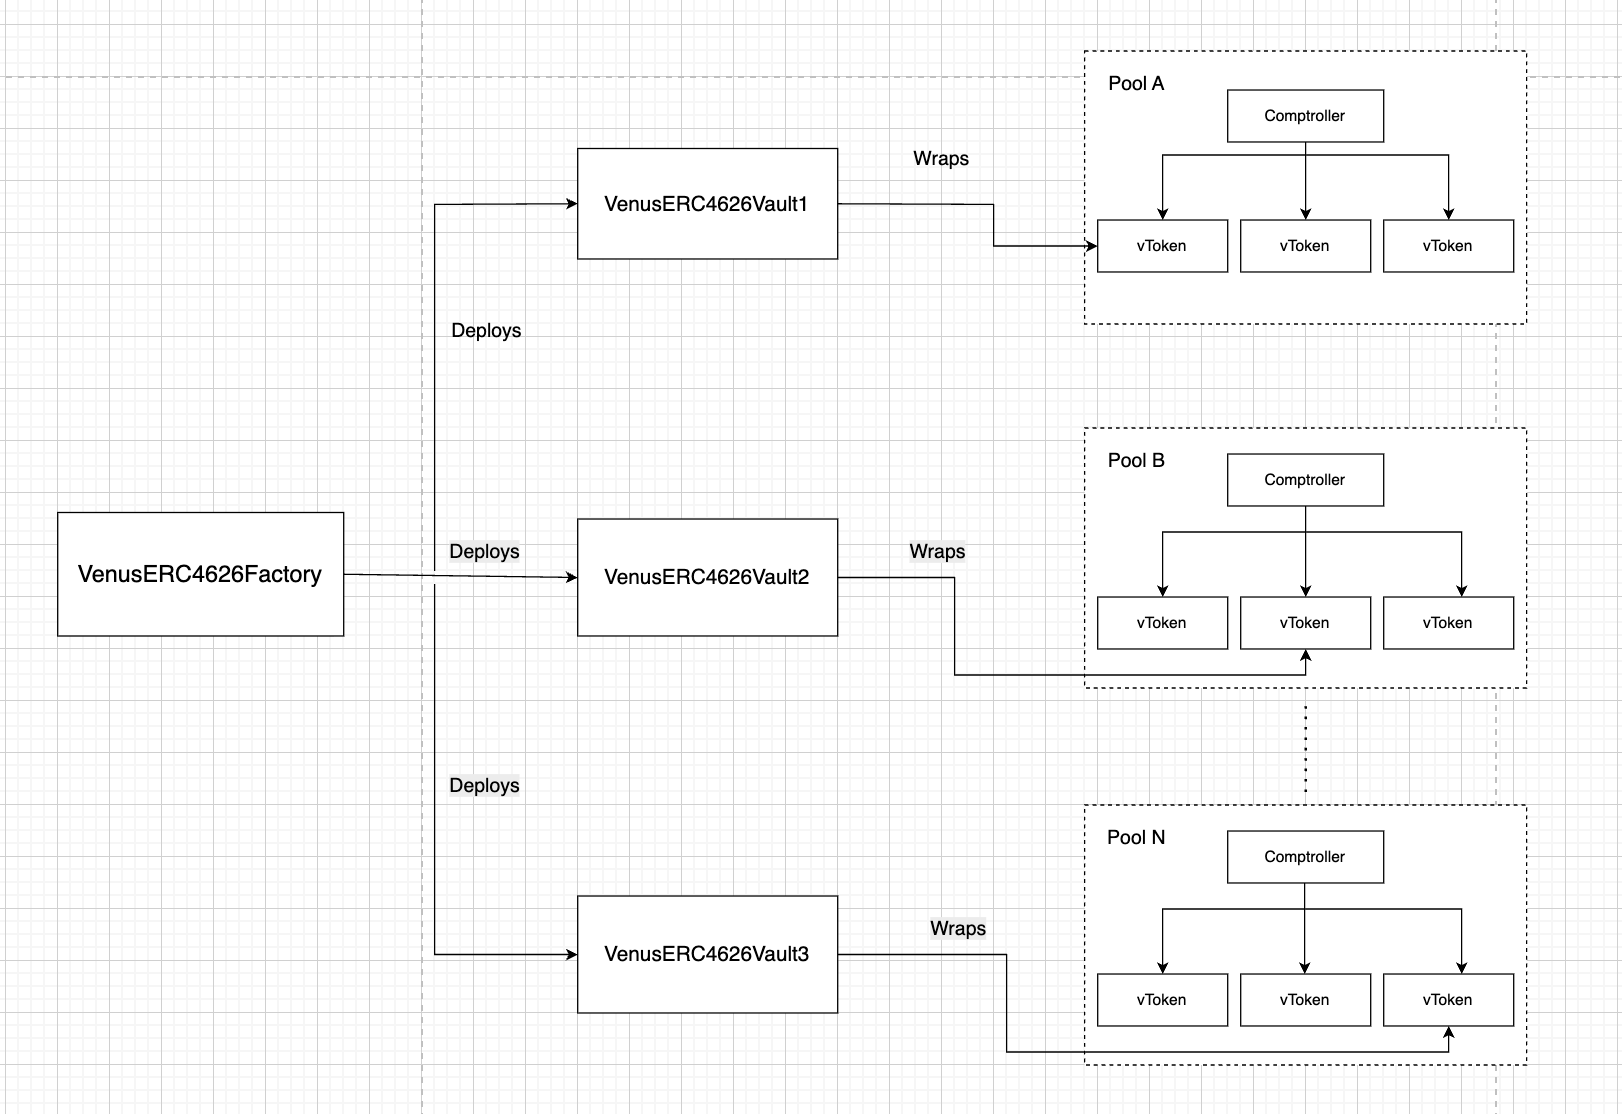 Pool A
Comptroller
Wraps
VenusERC4626Vault1
vToken
vToken
vToken
Deploys
Pool B
Comptroller
Deploys
Wraps
VenusERC4626Factory
VenusERC4626Vault2
vToken
vToken
vToken
Deploys
Pool N
Comptroller
Wraps
VenusERC4626Vault3
vToken
vToken
vToken